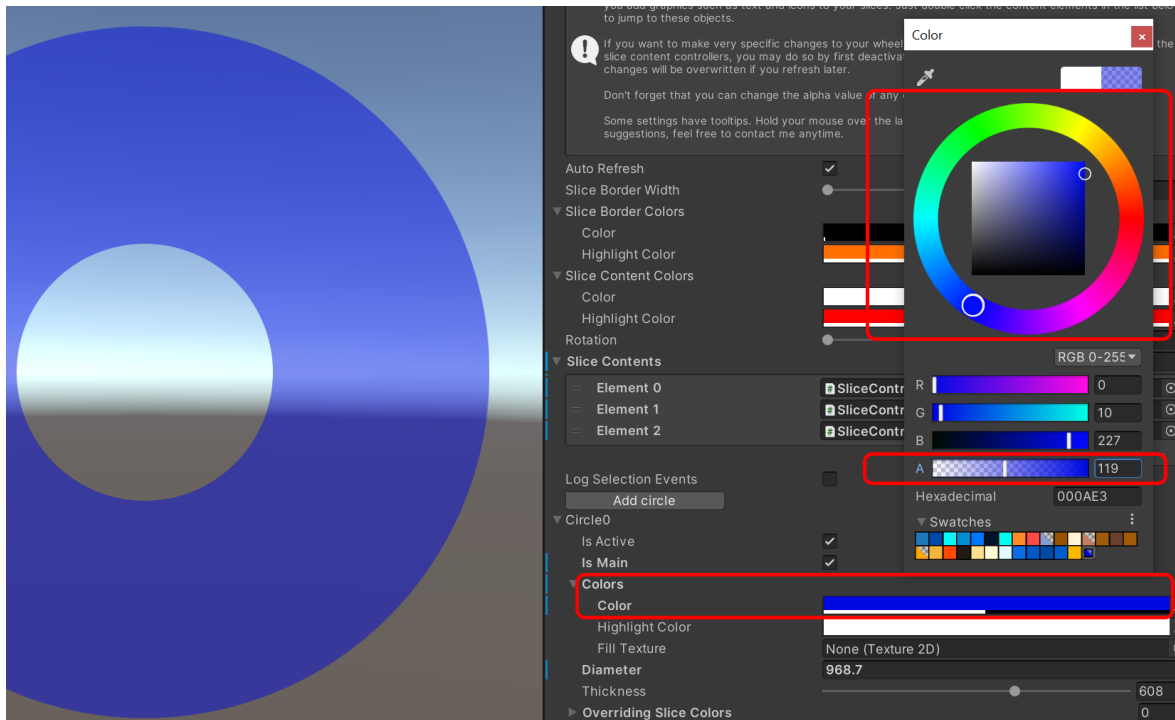 you add graphics such as text and icons to your slices. Just double click the content elements in the list below
to jump to these objects.
If you want to make very specific changes to your wheel
slice content controllers, you may do so by first deactivat
changes will be overwritten if you refresh later.
Don't forget that you can change the alpha value of any
Some settings have tooltips. Hold your mouse over the la
suggestions, feel free to contact me anytime.
the
Color
×
Auto Refresh
Slice Border Width
Slice Border Colors
Color
Highlight Color
Slice Content Colors
Color
Highlight Color
Rotation
Slice Contents
Element 0 # SliceContr
Element 1 # SliceContr
Element 2 # SliceContr
RGB 0-255
R 0
G 10
B 227
A 119
Hexadecimal 000AE3
Swatches
Log Selection Events
Add circle
Circle0
Is Active
Is Main
Colors
Color
Highlight Color
Fill Texture None (Texture 2D)
Diameter 968.7
Thickness 608
Overriding Slice Colors 0